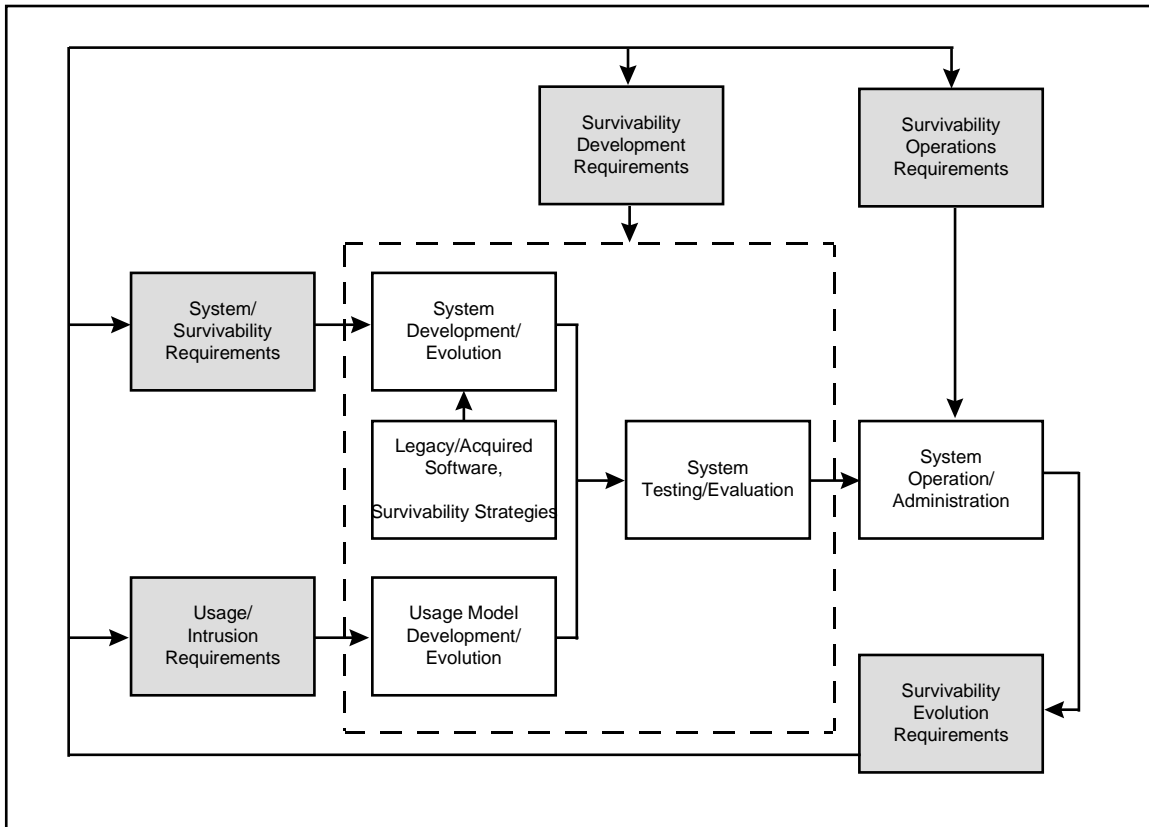 Survivability
Development
Requirements
Survivability
Operations
Requirements
System/
Survivability
Requirements
System
Development/
Evolution
Legacy/Acquired
Software,
Survivability Strategies
System
Testing/Evaluation
System
Operation/
Administration
Usage/
Intrusion
Requirements
Usage Model
Development/
Evolution
Survivability
Evolution
Requirements